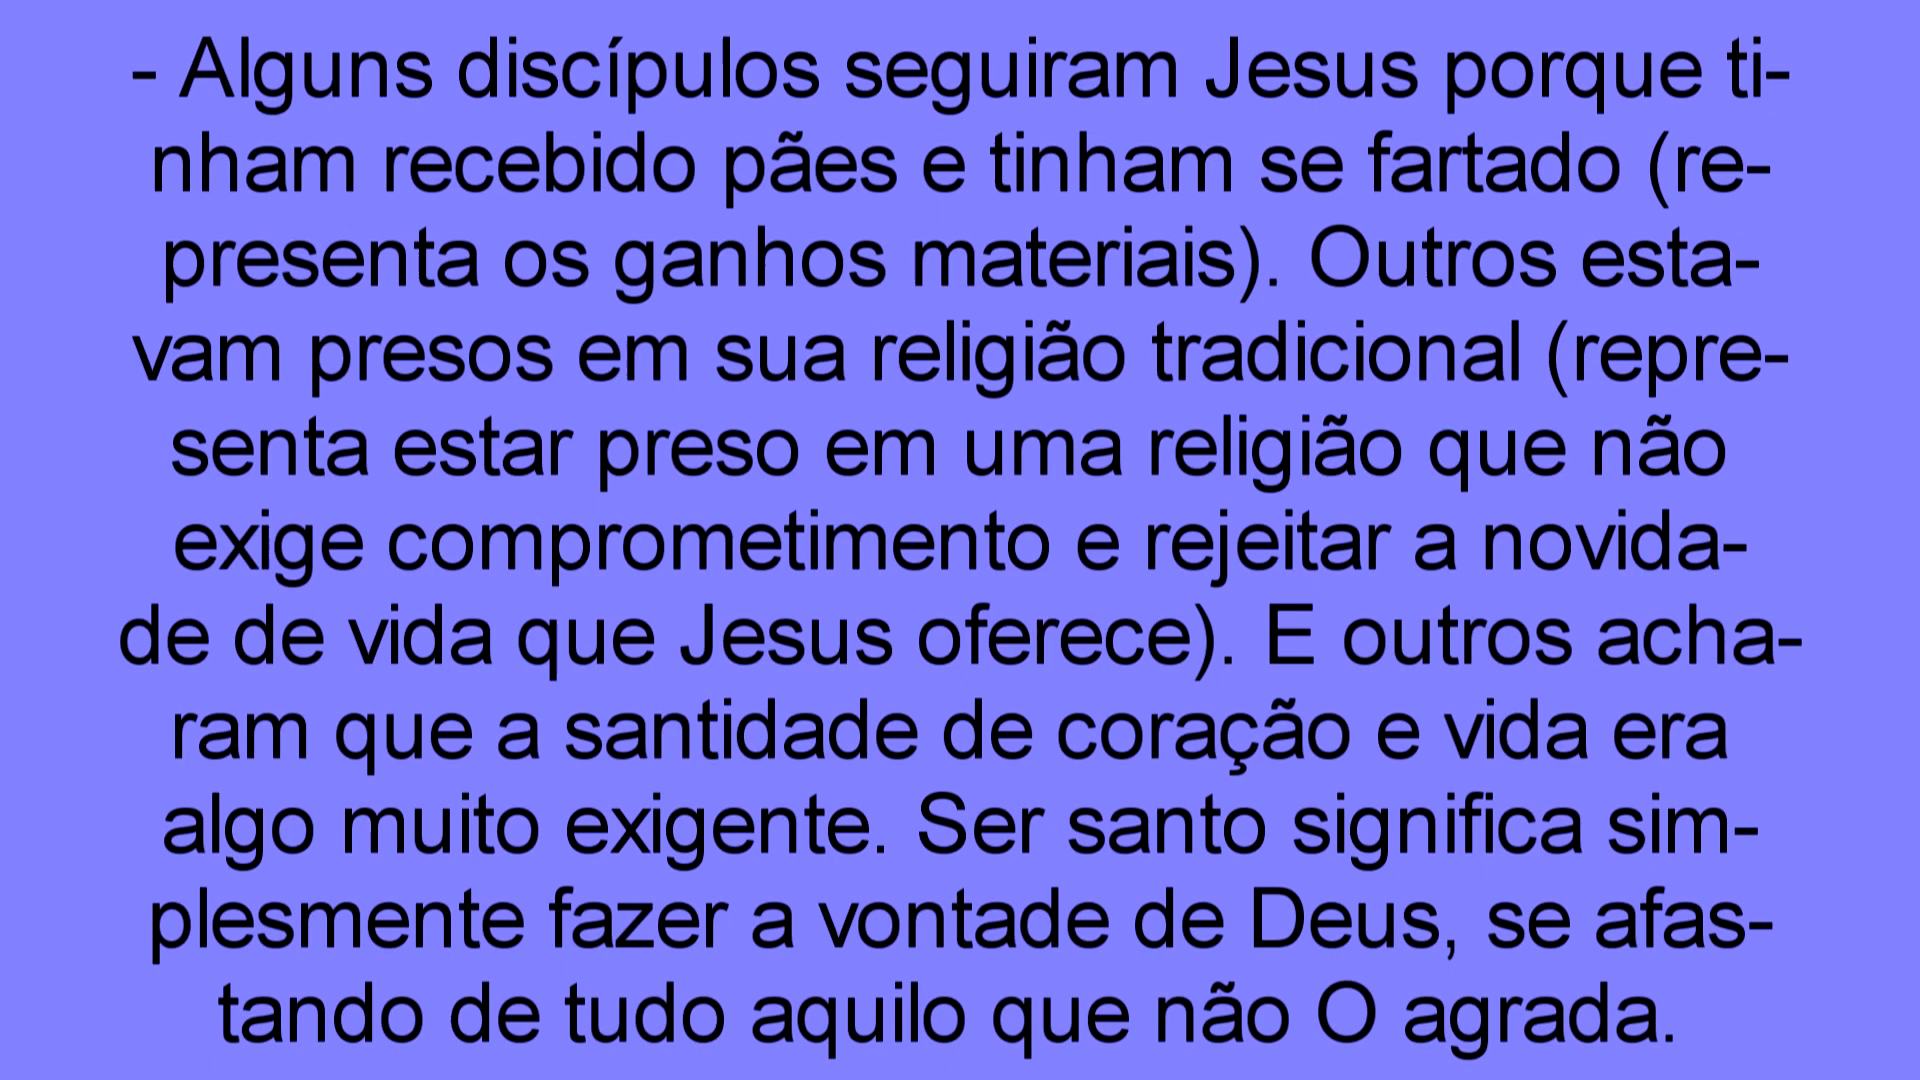 - Alguns discípulos seguiram Jesus porque ti-
nham recebido pães e tinham se fartado (re-
presenta os ganhos materiais). Outros esta-
vam presos em sua religião tradicional (repre-
senta estar preso em uma religião que não
exige comprometimento e rejeitar a novida-
de de vida que Jesus oferece). E outros acha-
ram que a santidade de coração e vida era
algo muito exigente. Ser santo significa sim-
plesmente fazer a vontade de Deus, se afas-
tando de tudo aquilo que não O agrada.